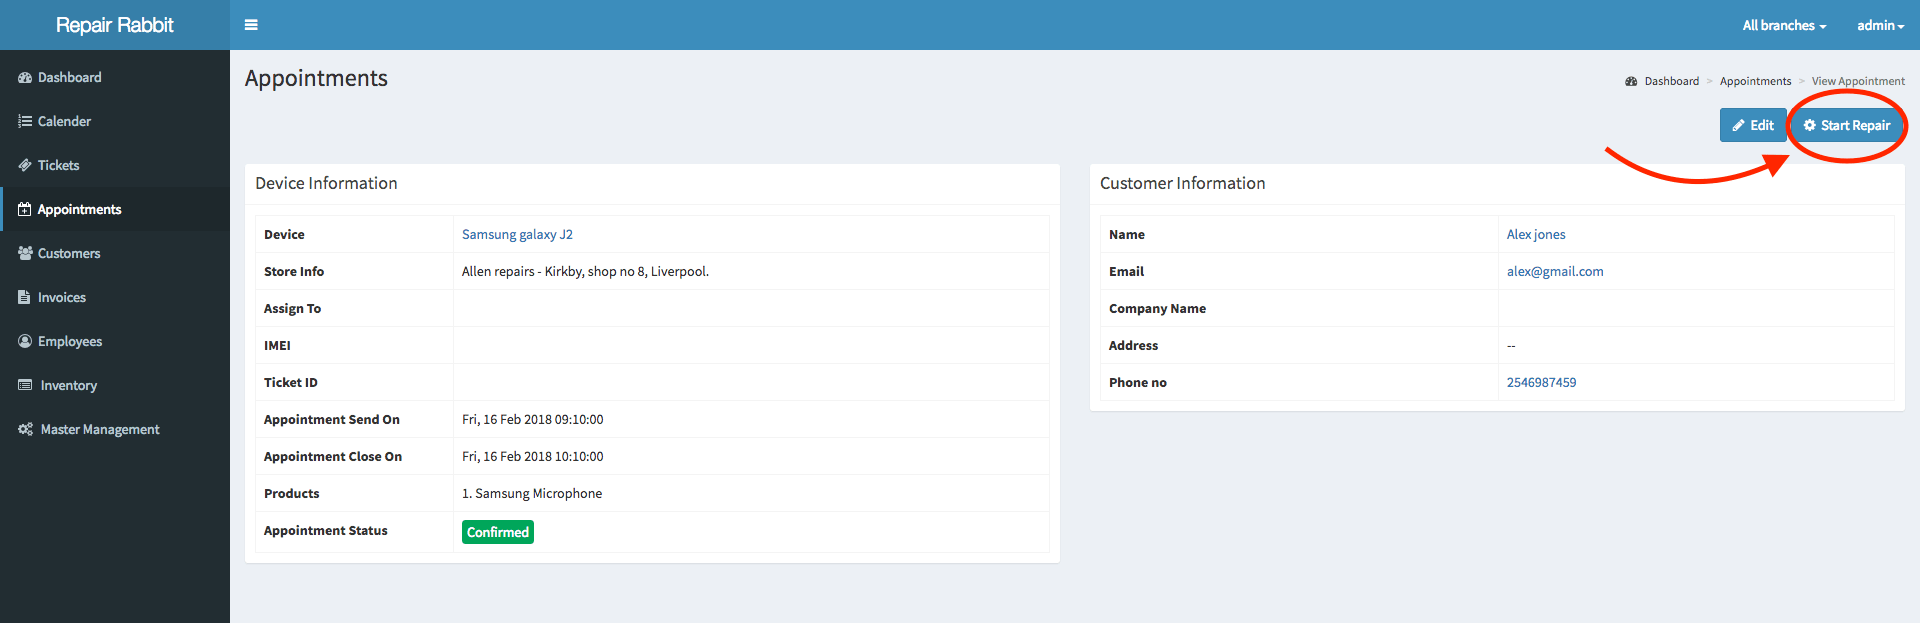 Repair Rabbit
All branches
admin
Dashboard
Calender
Tickets
Appointments
Customers
Invoices
Employees
Inventory
Master Management
Appointments
Dashboard > Appointments > View Appointment
Edit
Start Repair
Device Information
Device Samsung galaxy J2
Store Info Allen repairs - Kirkby, shop no 8, Liverpool.
Assign To
IMEI
Ticket ID
Appointment Send On Fri, 16 Feb 2018 09:10:00
Appointment Close On Fri, 16 Feb 2018 10:10:00
Products 1. Samsung Microphone
Appointment Status Confirmed
Customer Information
Name Alex jones
Email alex@gmail.com
Company Name
Address --
Phone no 2546987459